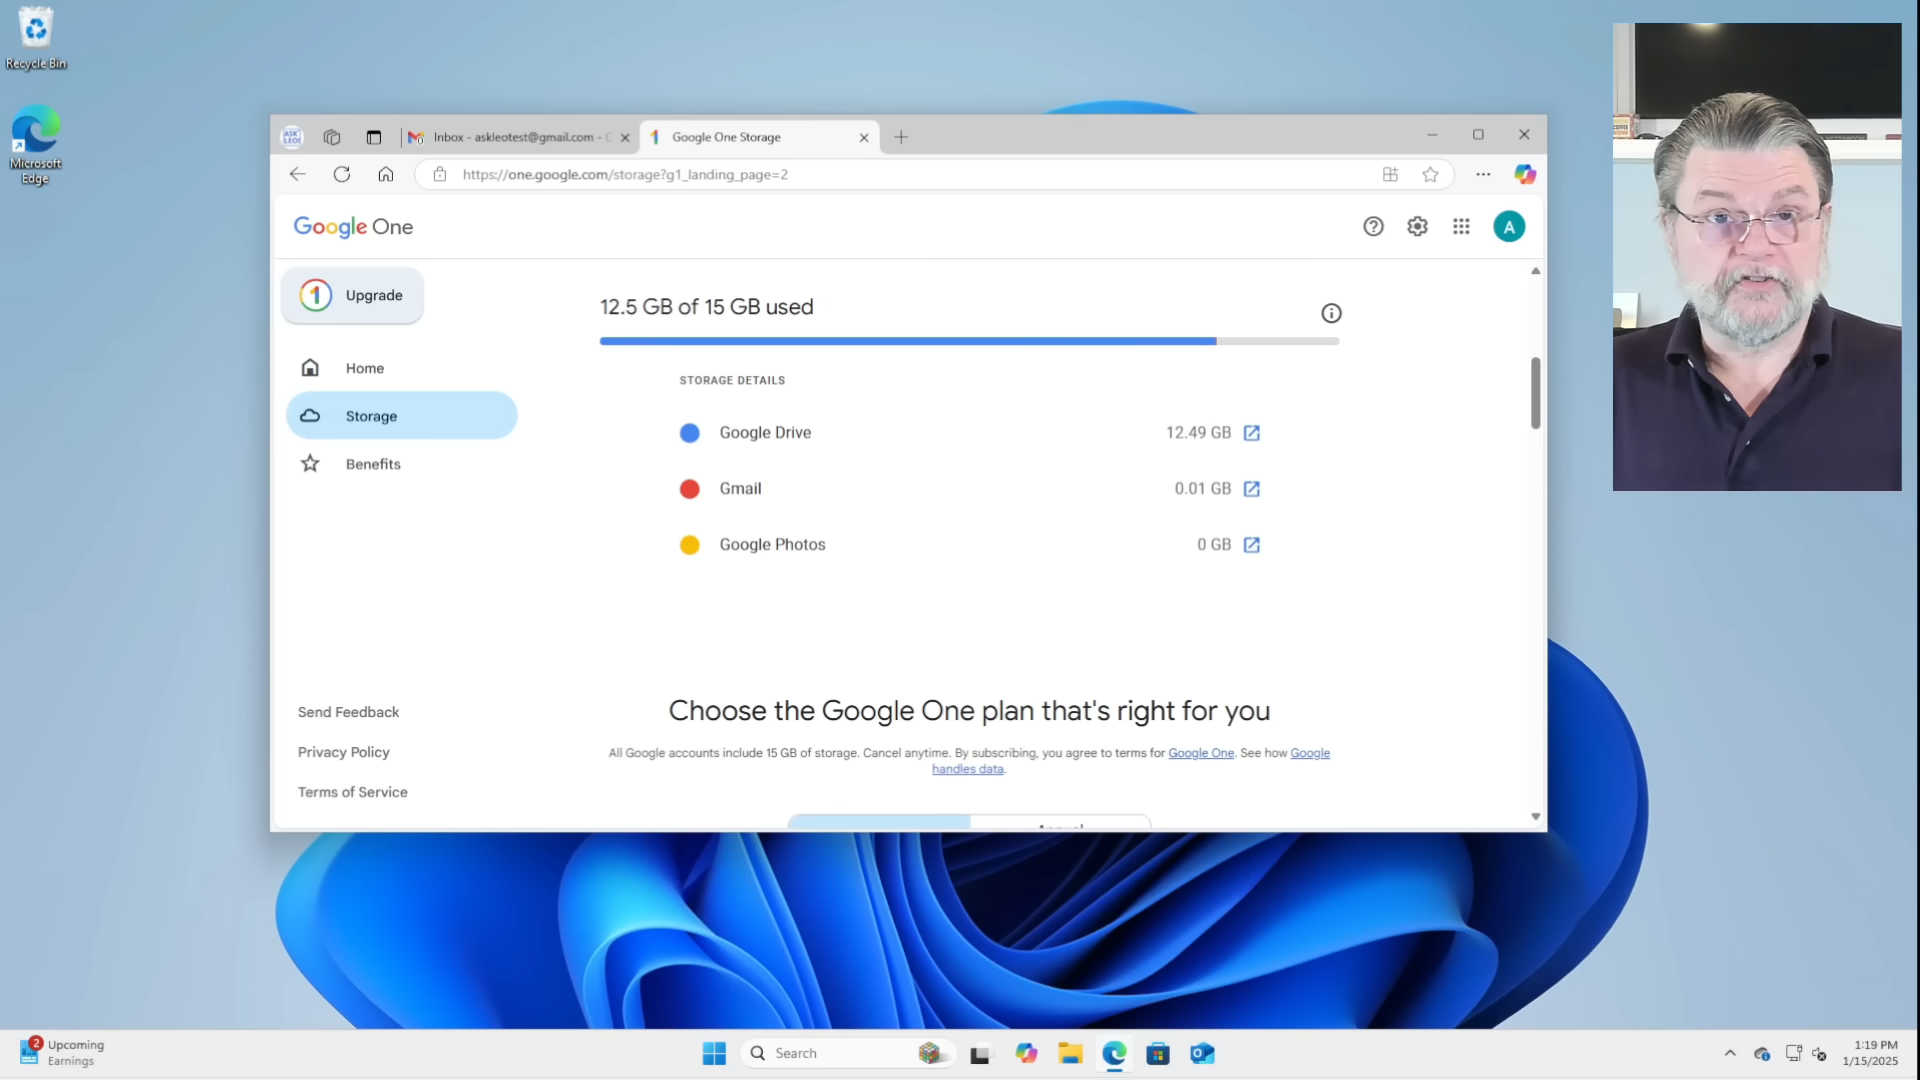 Recycle Bin
Microsoft
Edge
ASK
LEO!
Inbox - askleotest@gmail.com - G
Google One Storage
https://one.google.com/storage?g1_landing_page=2
Google One
A
Upgrade
Home
Storage
Benefits
12.5 GB of 15 GB used
STORAGE DETAILS
Google Drive 12.49 GB
Gmail 0.01 GB
Google Photos 0 GB
Choose the Google One plan that's right for you
All Google accounts include 15 GB of storage. Cancel anytime. By subscribing, you agree to terms for Google One. See how Google
handles data.
Annual
Send Feedback
Privacy Policy
Terms of Service
2
Upcoming
Earnings
Search
1:19 PM
1/15/2025